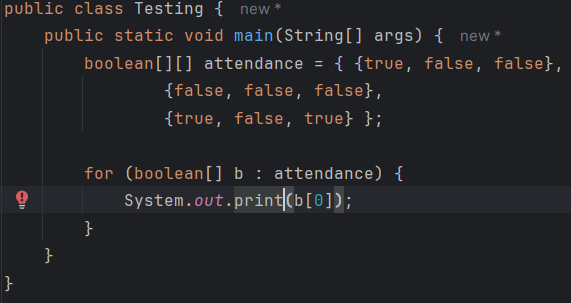 public class Testing { new *
    public static void main(String[] args) { new *
        boolean[][] attendance = { {true, false, false},
                {false, false, false},
                {true, false, true} };

        for (boolean[] b : attendance) {
            System.out.print(b[0]);
        }
    }
}